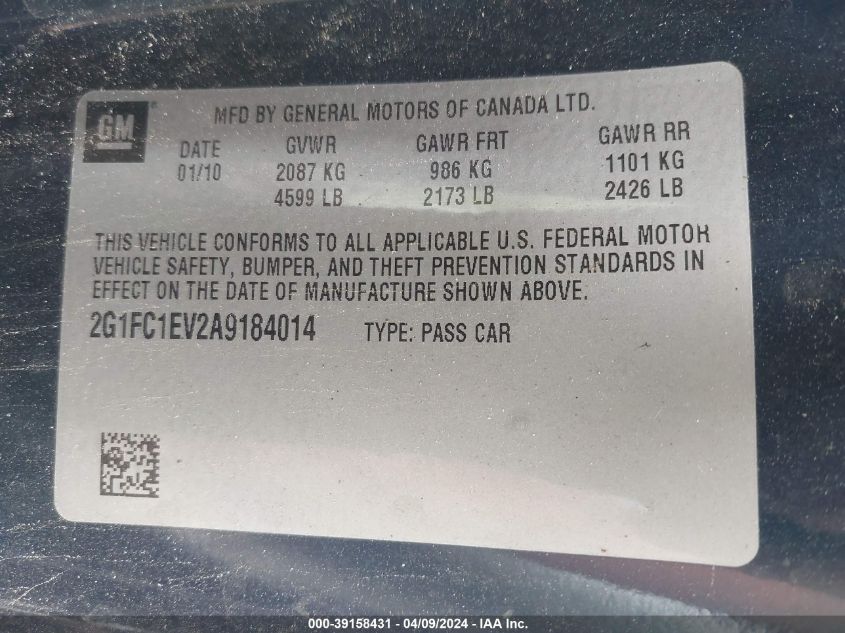 GM®
MFD BY GENERAL MOTORS OF CANADA LTD.
DATE GVWR GAWR FRT GAWR RR
01/10 2087 KG 986 KG 1101 KG
4599 LB 2173 LB 2426 LB
THIS VEHICLE CONFORMS TO ALL APPLICABLE U.S. FEDERAL MOTOR
VEHICLE SAFETY, BUMPER, AND THEFT PREVENTION STANDARDS IN
EFFECT ON THE DATE OF MANUFACTURE SHOWN ABOVE.
2G1FC1EV2A9184014 TYPE: PASS CAR
000-39158431 - 04/09/2024 - IAA Inc.